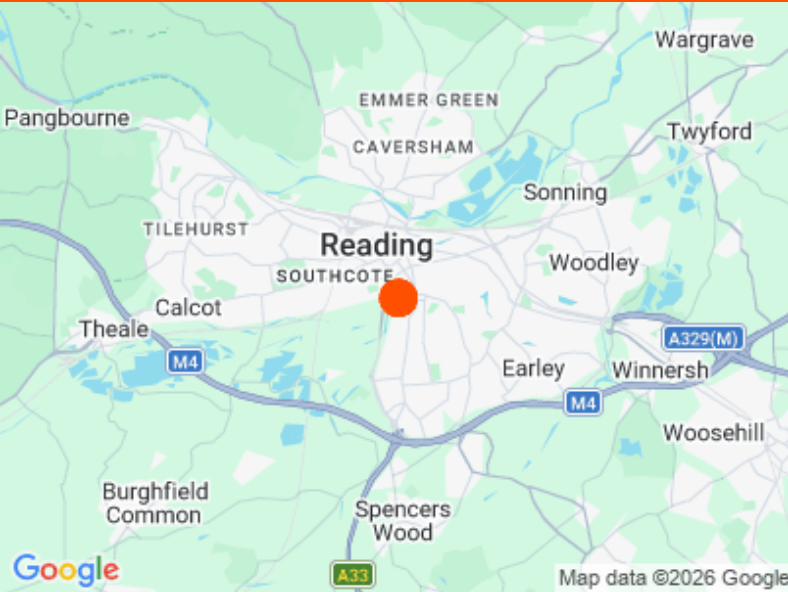 Wargrave
EMMER GREEN
Pangbourne
Twyford
CAVERSHAM
Sonning
TILEHURST
Reading
Woodley
SOUTHCOTE
Calcot
Theale
A329(M)
M4
Earley
Winnersh
M4
Woosehill
Burghfield
Common
Spencers
Wood
Google
A33
Map data ©2026 Google